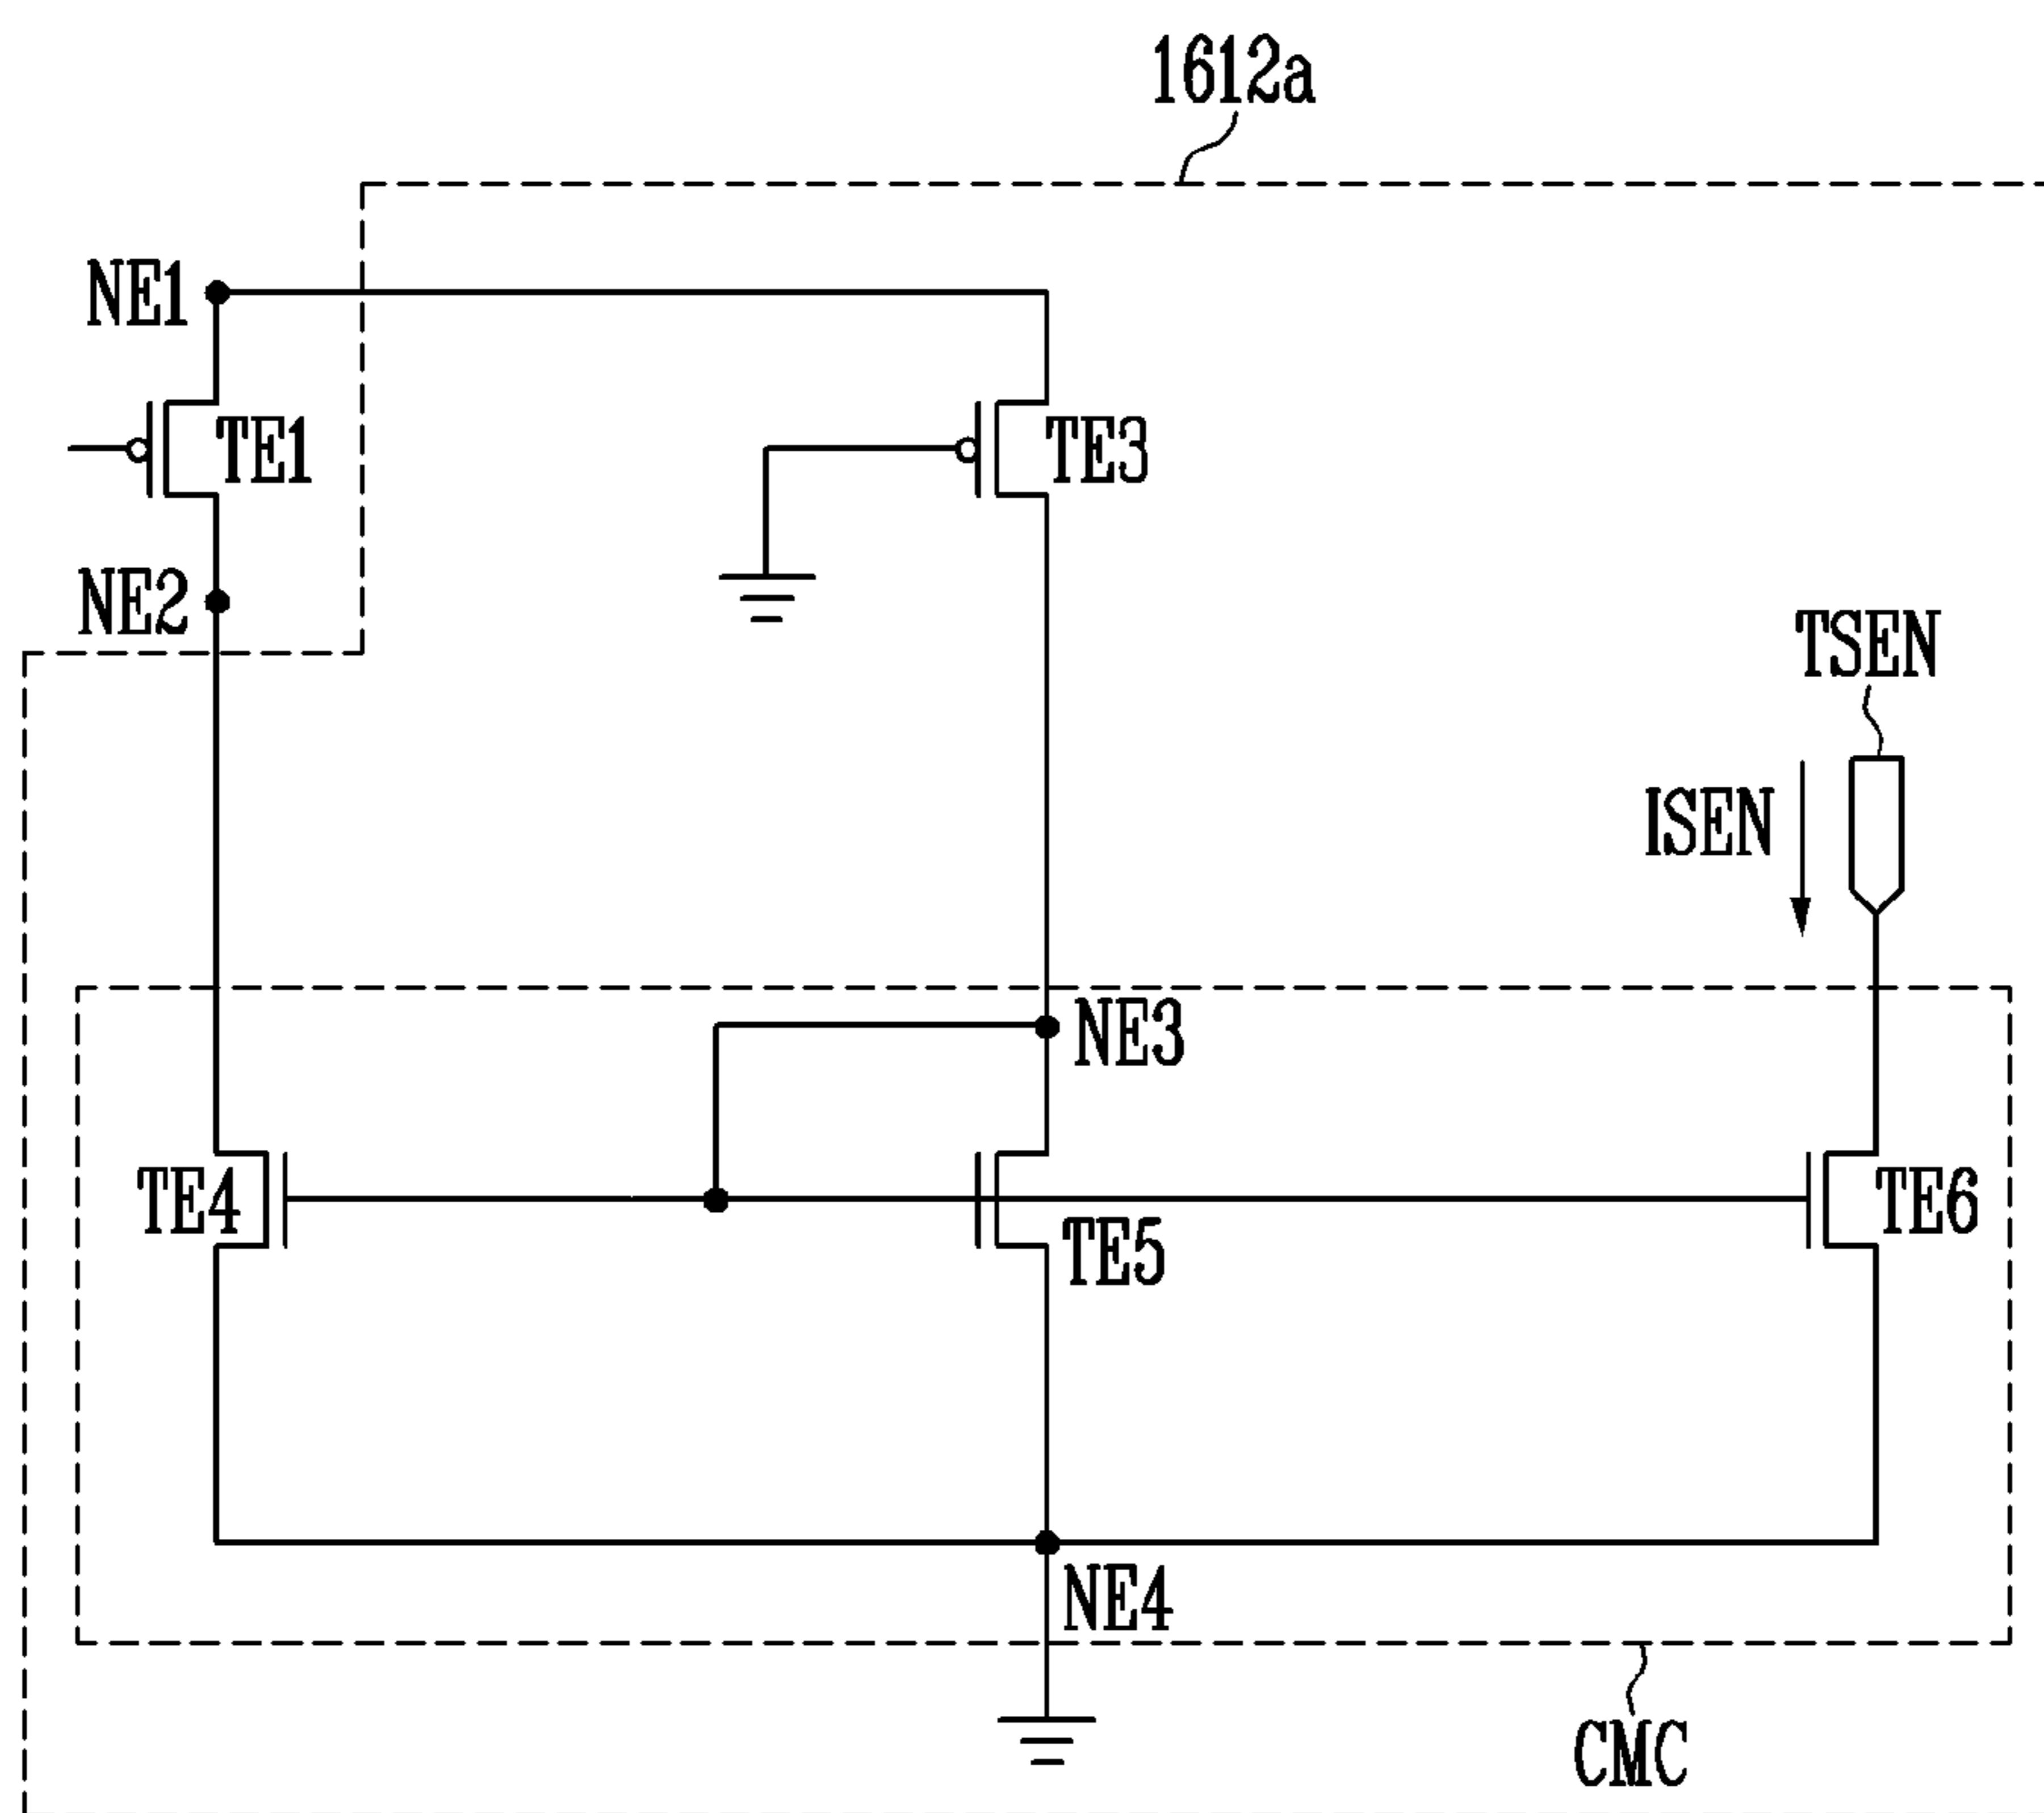 1612a
NE1
TE1
TE3
NE2
TSEN
ISEN
NE3
TE4
TE5
TE6
NE4
CMC